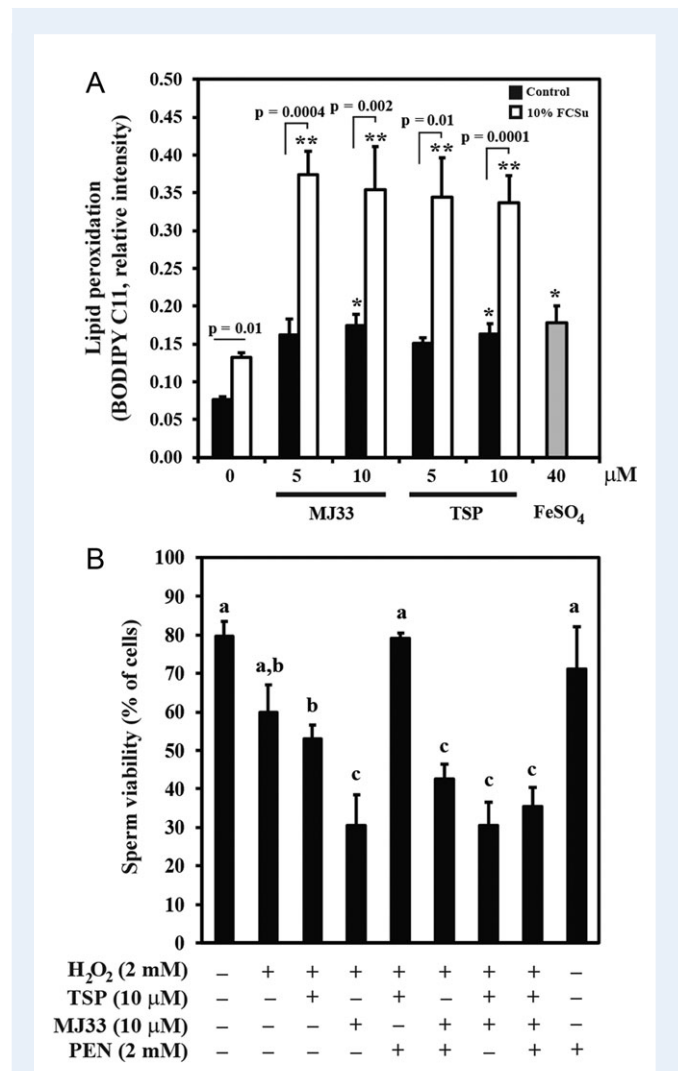 A
Lipid peroxidation
(BODIPY C11, relative intensity)
0.50
0.45
0.40
0.35
0.30
0.25
0.20
0.15
0.10
0.05
0.00
Control
10% FCSu
p = 0.01
p = 0.0004
**
p = 0.002
**
*
p = 0.01
**
p = 0.0001
**
*
*
0 5 10 5 10 40 μM
MJ33 TSP FeSO₄
B
Sperm viability (% of cells)
100
90
80
70
60
50
40
30
20
10
0
a a,b b c a c c c a
H₂O₂ (2 mM) – + + + + + + + –
TSP (10 μM) – – + – + – + + –
MJ33 (10 μM) – – – + – + + + –
PEN (2 mM) – – – – + + – + +